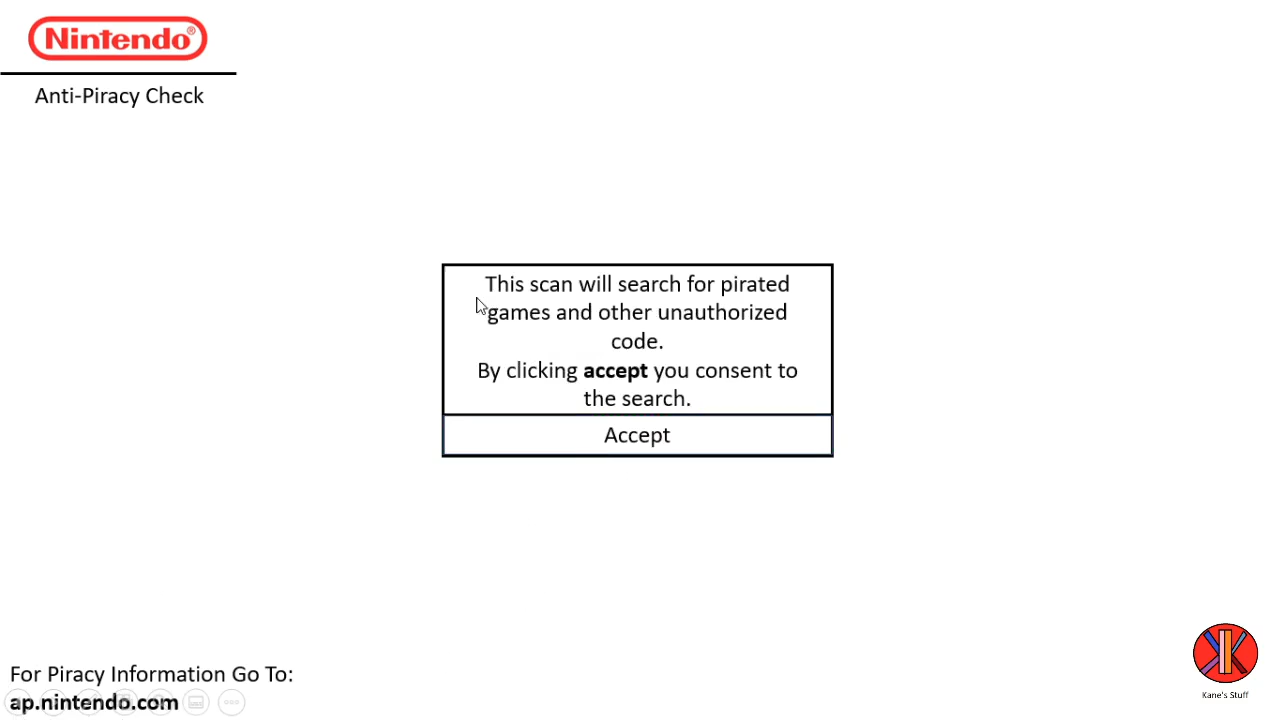 Nintendo®
Anti-Piracy Check
This scan will search for pirated
games and other unauthorized
code.
By clicking accept you consent to
the search.
Accept
For Piracy Information Go To:
ap.nintendo.com
Kane's Stuff